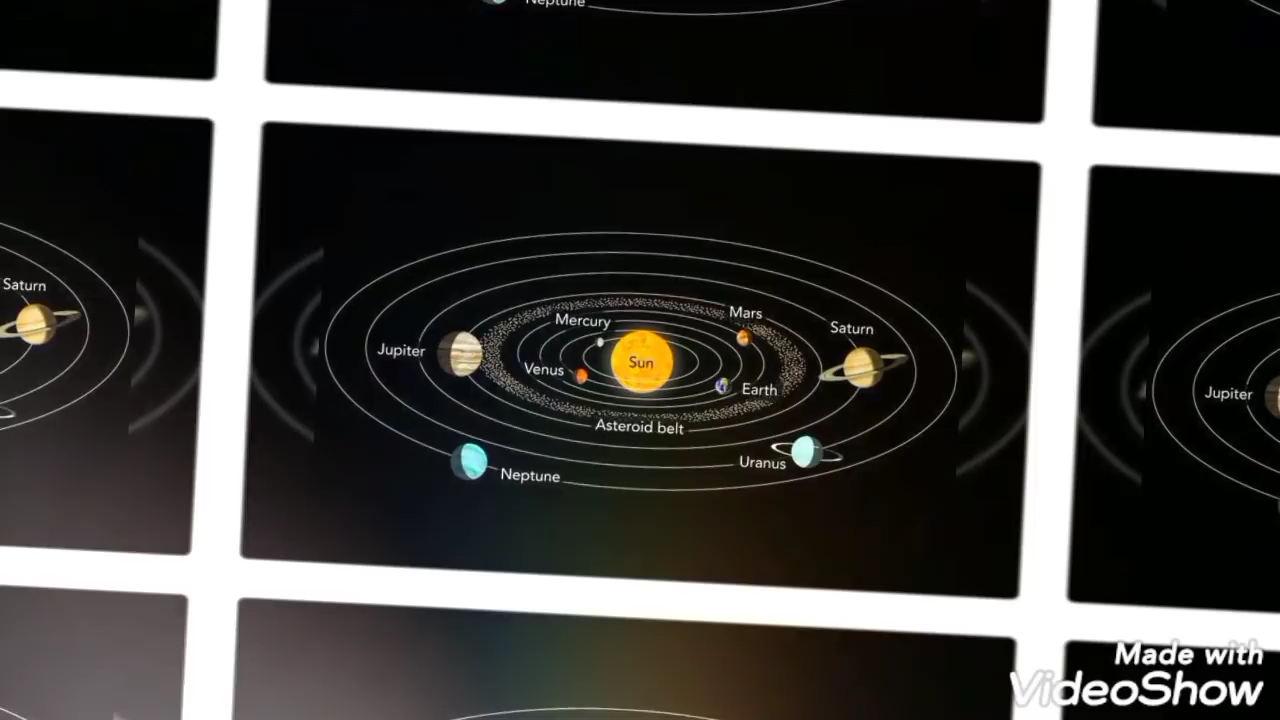 Neptune
Saturn
Mercury
Mars
Saturn
Jupiter
Venus
Sun
Earth
Asteroid belt
Uranus
Neptune
Jupiter
Made with
VideoShow